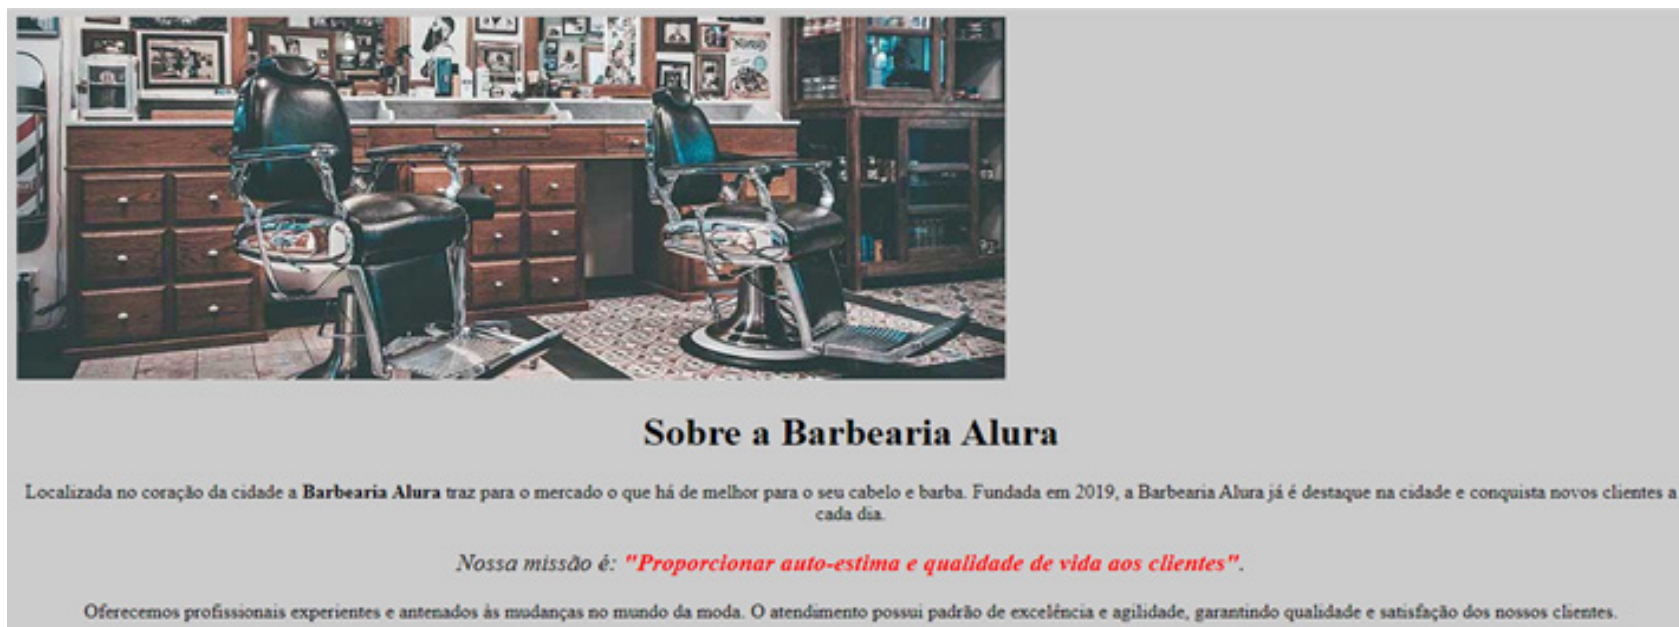 Sobre a Barbearia Alura
Localizada no coração da cidade a Barbearia Alura traz para o mercado o que há de melhor para o seu cabelo e barba. Fundada em 2019, a Barbearia Alura já é destaque na cidade e conquista novos clientes a
cada dia.
Nossa missão é: "Proporcionar auto-estima e qualidade de vida aos clientes".
Oferecemos profissionais experientes e antenados às mudanças no mundo da moda. O atendimento possui padrão de excelência e agilidade, garantindo qualidade e satisfação dos nossos clientes.